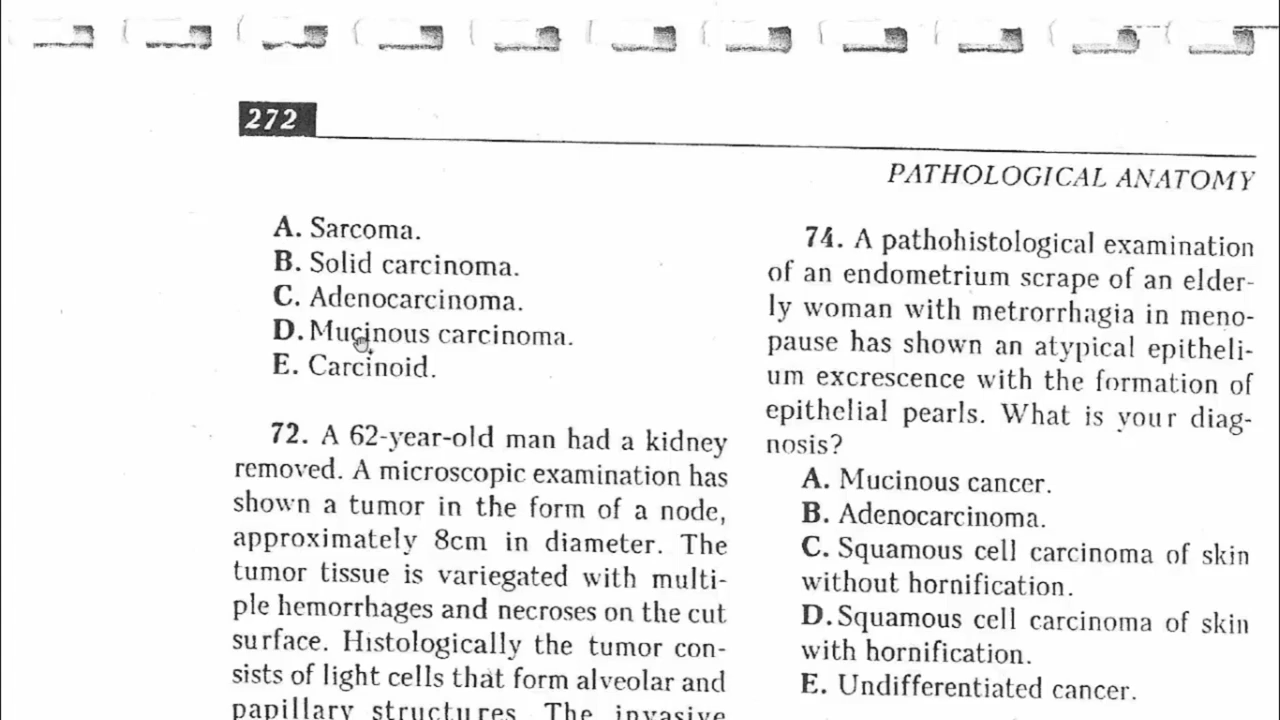 272
PATHOLOGICAL ANATOMY
A. Sarcoma.
B. Solid carcinoma.
C. Adenocarcinoma.
D. Mucinous carcinoma.
E. Carcinoid.
72. A 62-year-old man had a kidney
removed. A microscopic examination has
shown a tumor in the form of a node,
approximately 8cm in diameter. The
tumor tissue is variegated with multi-
ple hemorrhages and necroses on the cut
surface. Histologically the tumor con-
sists of light cells that form alveolar and
papillary structures. The invasive
74. A pathohistological examination
of an endometrium scrape of an elder-
ly woman with metrorrhagia in meno-
pause has shown an atypical epitheli-
um excrescence with the formation of
epithelial pearls. What is your diag-
nosis?
A. Mucinous cancer.
B. Adenocarcinoma.
C. Squamous cell carcinoma of skin
without hornification.
D. Squamous cell carcinoma of skin
with hornification.
E. Undifferentiated cancer.